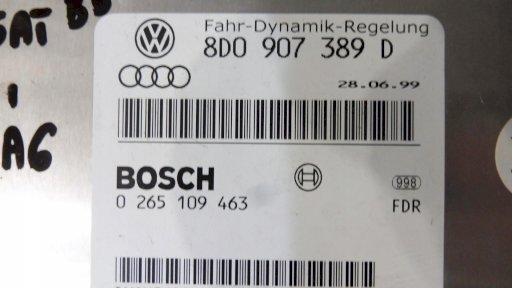 Fahr-Dynamik-Regelung
8D0 907 389 D
28.06.99
A6
BOSCH
0 265 109 463
998
FDR